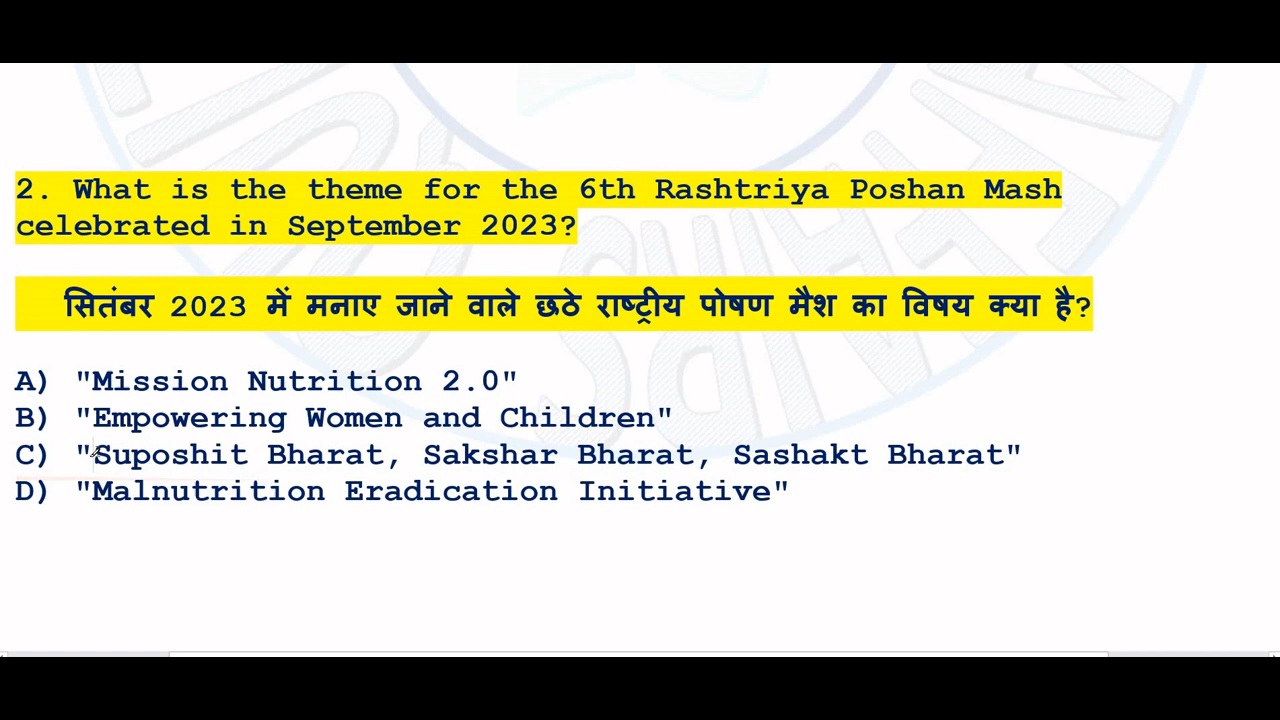 2. What is the theme for the 6th Rashtriya Poshan Mash
celebrated in September 2023?
सितंबर 2023 में मनाए जाने वाले छठे राष्ट्रीय पोषण मैश का विषय क्या है?
A) "Mission Nutrition 2.0"
B) "Empowering Women and Children"
C) "Suposhit Bharat, Sakshar Bharat, Sashakt Bharat"
D) "Malnutrition Eradication Initiative"